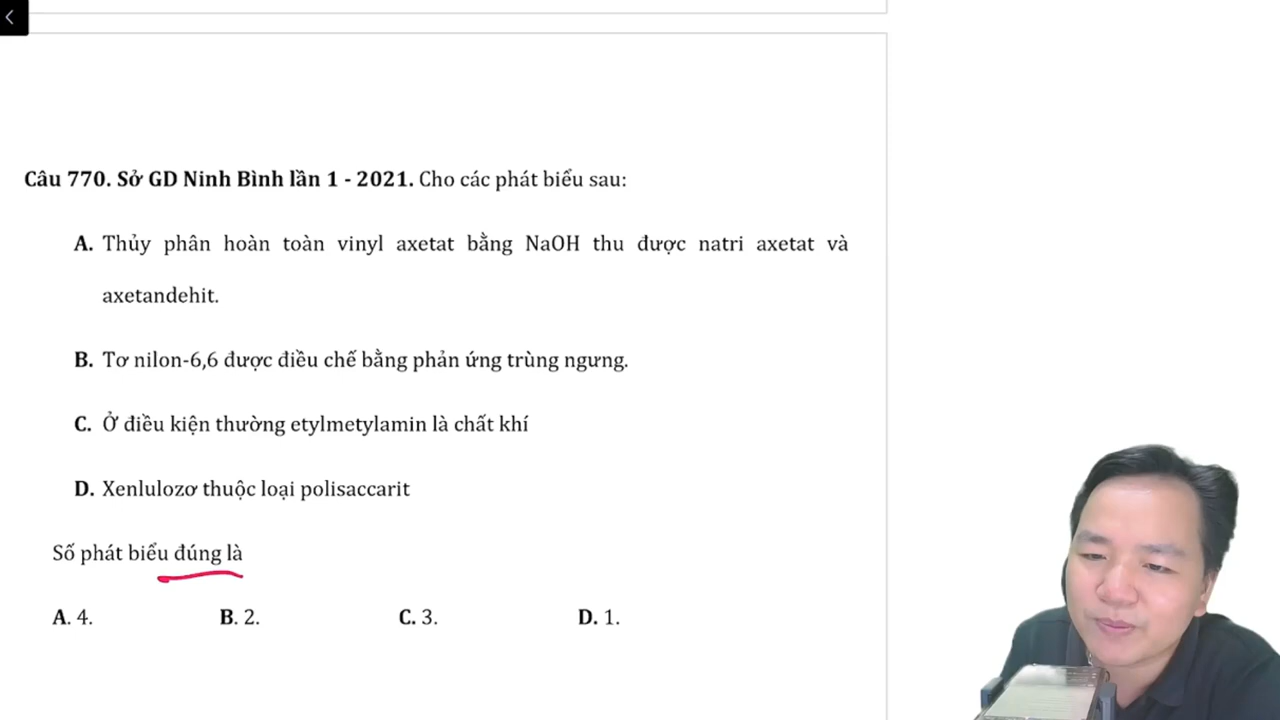 Câu 770. Sở GD Ninh Bình lần 1 - 2021. Cho các phát biểu sau:
A. Thủy phân hoàn toàn vinyl axetat bằng NaOH thu được natri axetat và
axetandehit.
B. Tơ nilon-6,6 được điều chế bằng phản ứng trùng ngưng.
C. Ở điều kiện thường etylmetylamin là chất khí
D. Xenlulozơ thuộc loại polisaccarit
Số phát biểu đúng là
A. 4. B. 2. C. 3. D. 1.